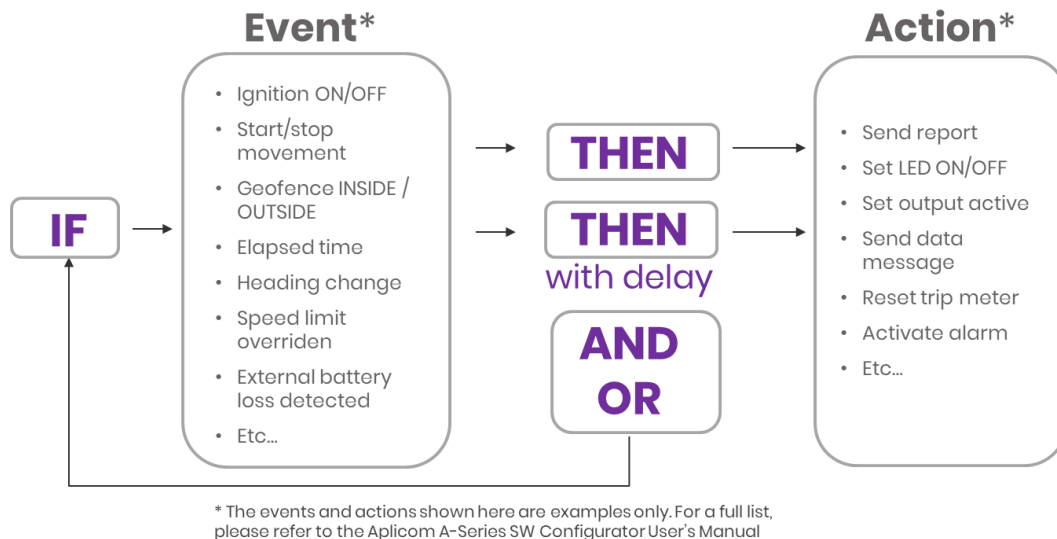 Event*
Action*
IF
• Ignition ON/OFF
• Start/stop
movement
• Geofence INSIDE /
OUTSIDE
• Elapsed time
• Heading change
• Speed limit
overriden
• External battery
loss detected
• Etc...
THEN
THEN
with delay
AND
OR
• Send report
• Set LED ON/OFF
• Set output active
• Send data
message
• Reset trip meter
• Activate alarm
• Etc...
* The events and actions shown here are examples only. For a full list,
please refer to the Aplicom A-Series SW Configurator User's Manual